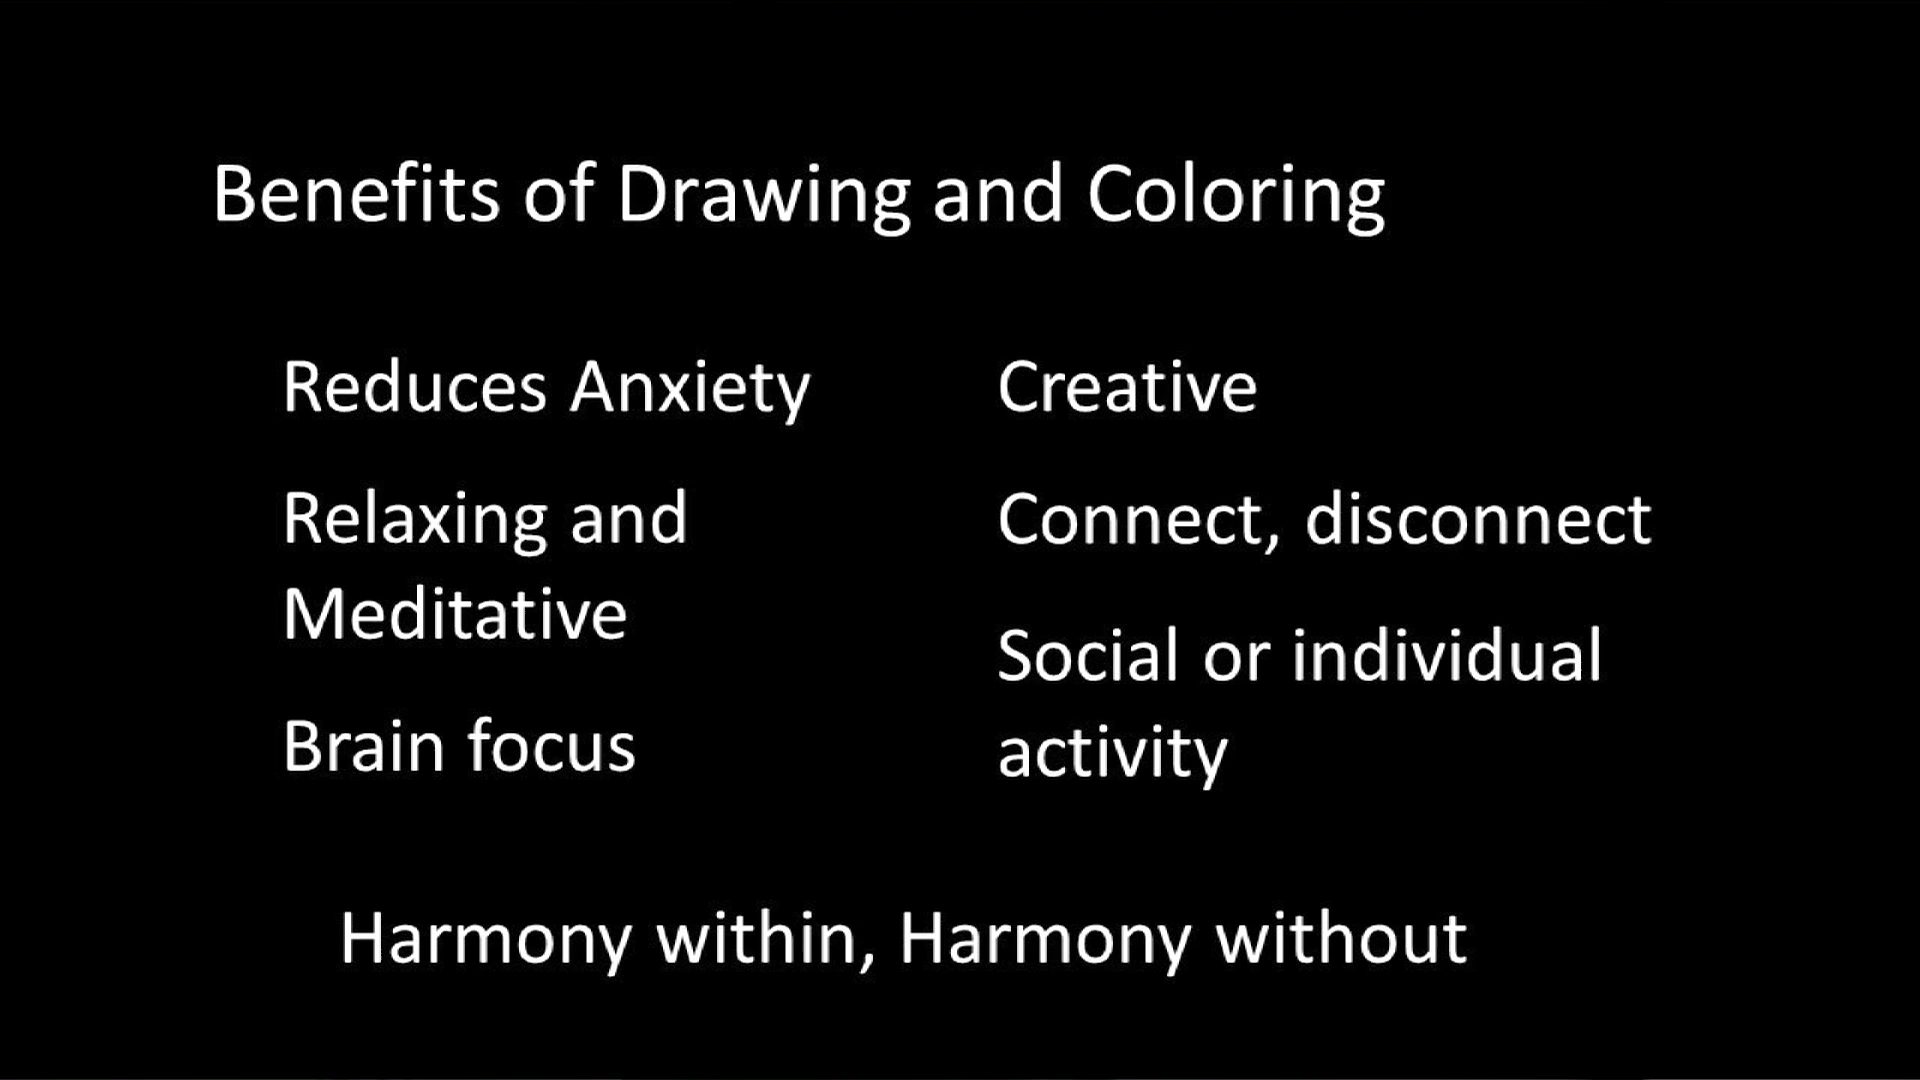 Benefits of Drawing and Coloring
Reduces Anxiety
Relaxing and
Meditative
Brain focus
Creative
Connect, disconnect
Social or individual
activity
Harmony within, Harmony without